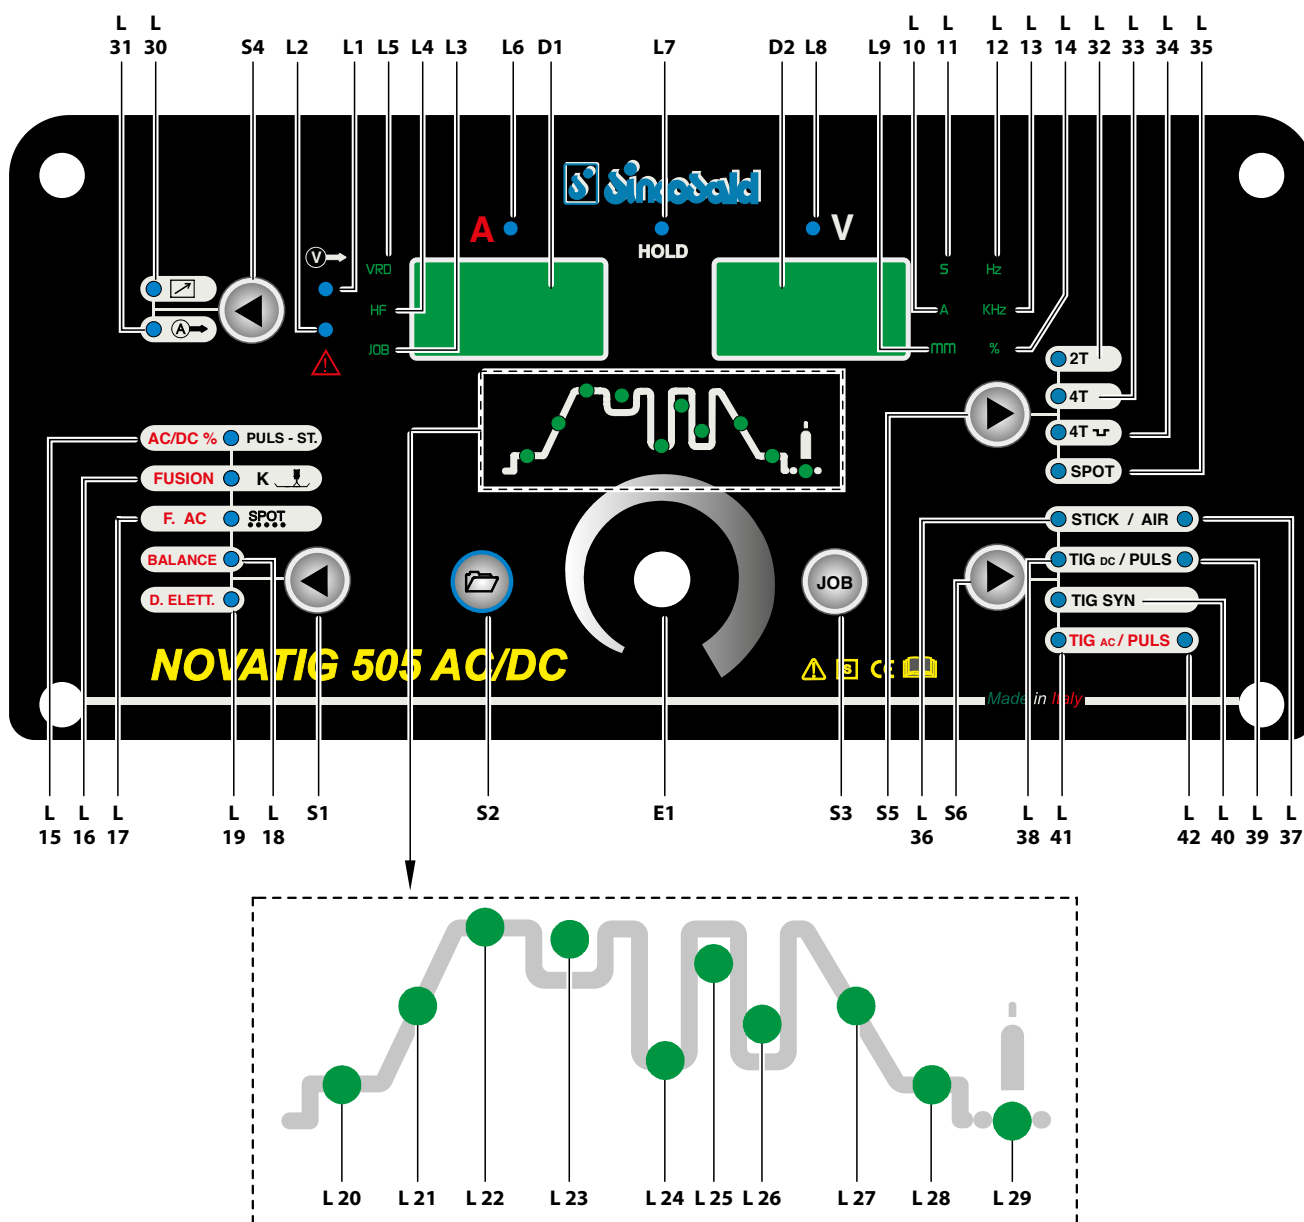 L 31 L 30 S4 L2 L1 L5 L4 L3 L6 D1 L7 D2 L8 L9 L 10 L 11 L 12 L 13 L 14 L 32 L 33 L 34 L 35
S Sincosald
A HOLD V
V
VRD S Hz
HF A KHz
JOB mm %
A
2T
4T
4T
SPOT
AC/DC % PULS - ST.
FUSION K
F. AC SPOT
BALANCE
D. ELETT.
JOB
STICK / AIR
TIG DC / PULS
TIG SYN
TIG AC / PULS
NOVATIG 505 AC/DC
S CE
Made in Italy
L 15 L 16 L 17 L 19 L 18 S1 S2 E1 S3 S5 L 36 S6 L 38 L 41 L 42 L 40 L 39 L 37
L 20 L 21 L 22 L 23 L 24 L 25 L 26 L 27 L 28 L 29